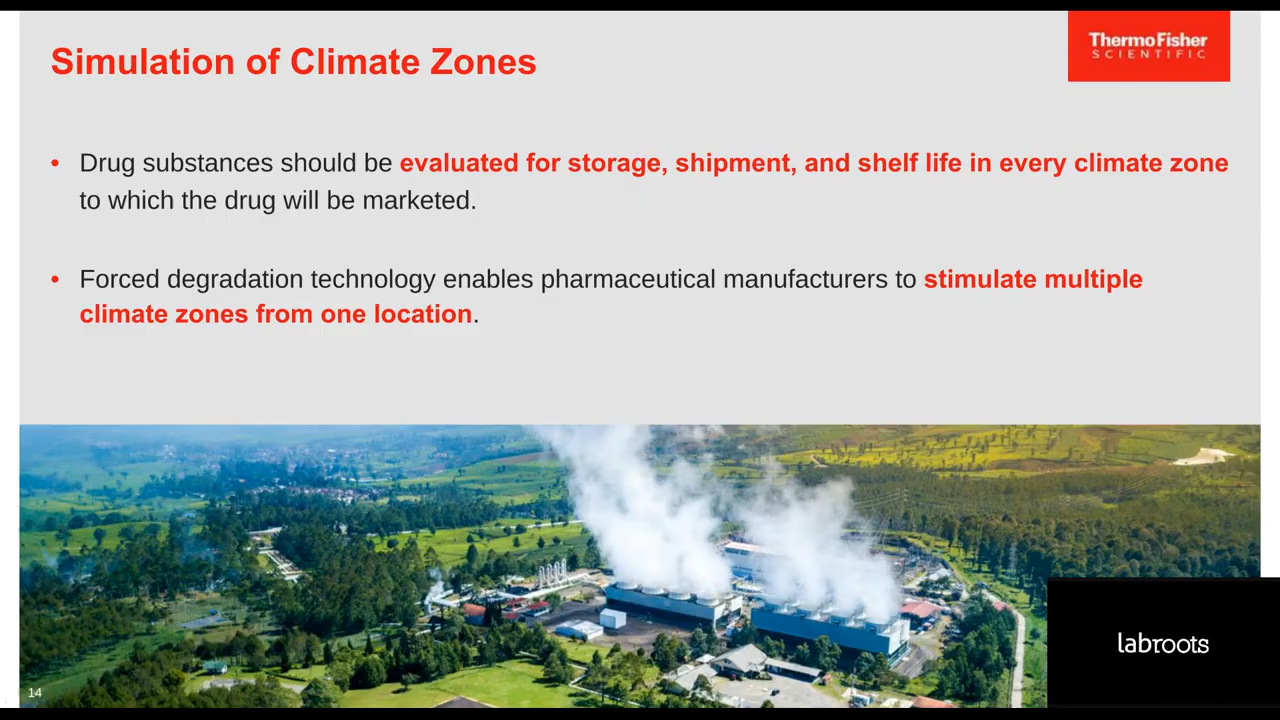 Simulation of Climate Zones
ThermoFisher
SCIENTIFIC
• Drug substances should be evaluated for storage, shipment, and shelf life in every climate zone
to which the drug will be marketed.
• Forced degradation technology enables pharmaceutical manufacturers to stimulate multiple
climate zones from one location.
labroots
14